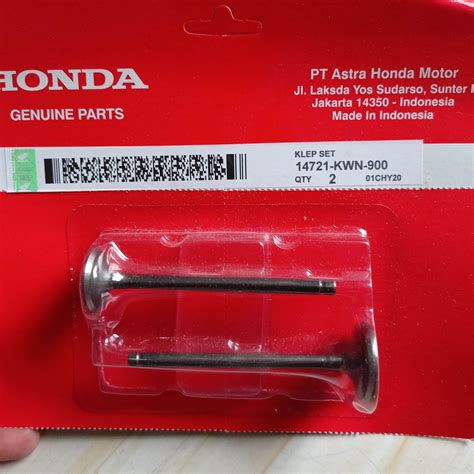 HONDA
GENUINE PARTS
PT Astra Honda Motor
Jl. Laksda Yos Sudarso, Sunter
Jakarta 14350 - Indonesia
Made In Indonesia
KLEP SET
14721-KWN-900
QTY 2 01CHY20